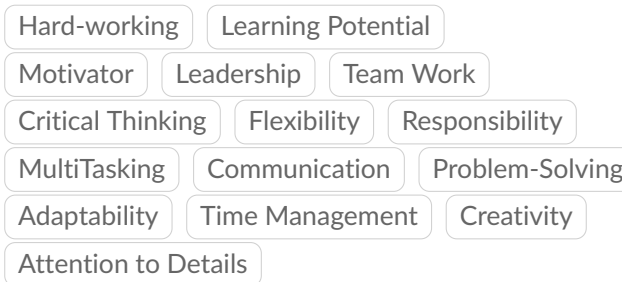 Hard-working Learning Potential
Motivator Leadership Team Work
Critical Thinking Flexibility Responsibility
MultiTasking Communication Problem-Solving
Adaptability Time Management Creativity
Attention to Details